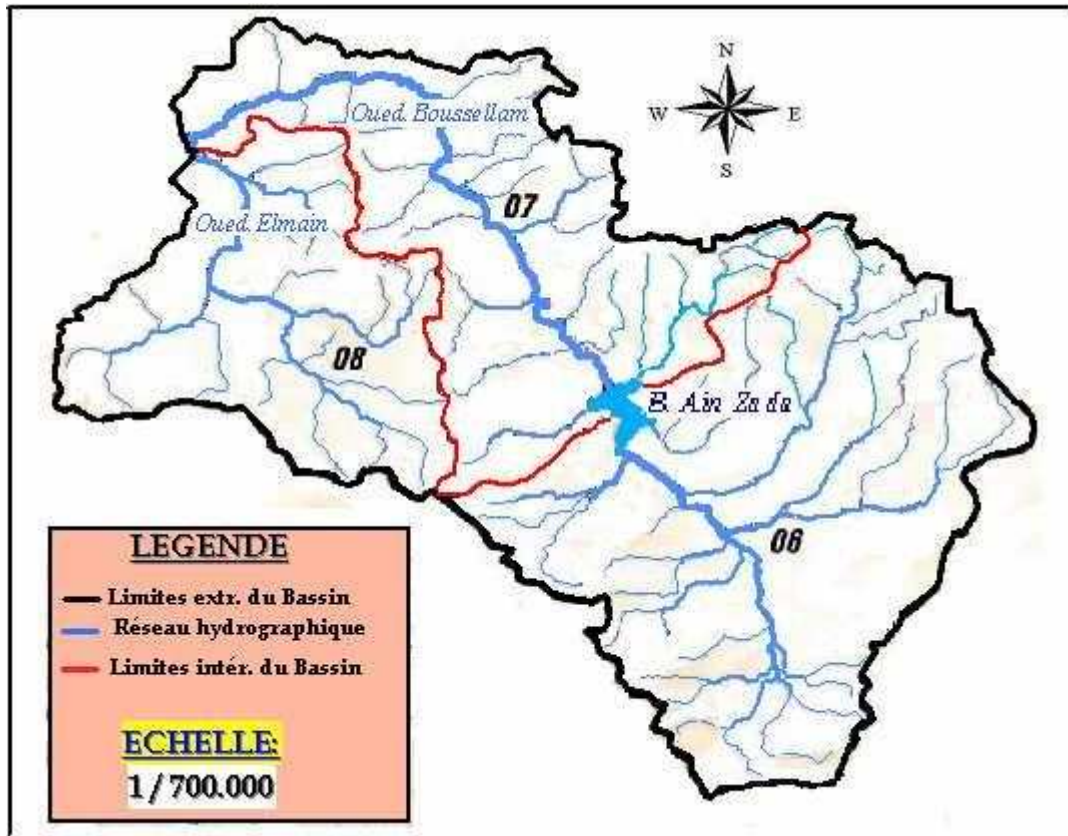 N
W
E
S
Oued. Boussellam
07
Oued. Elmain
08
B. Ain Zada
06
LEGENDE
Limites extr. du Bassin
Réseau hydrographique
Limites intér. du Bassin
ECHELLE:
1/700.000